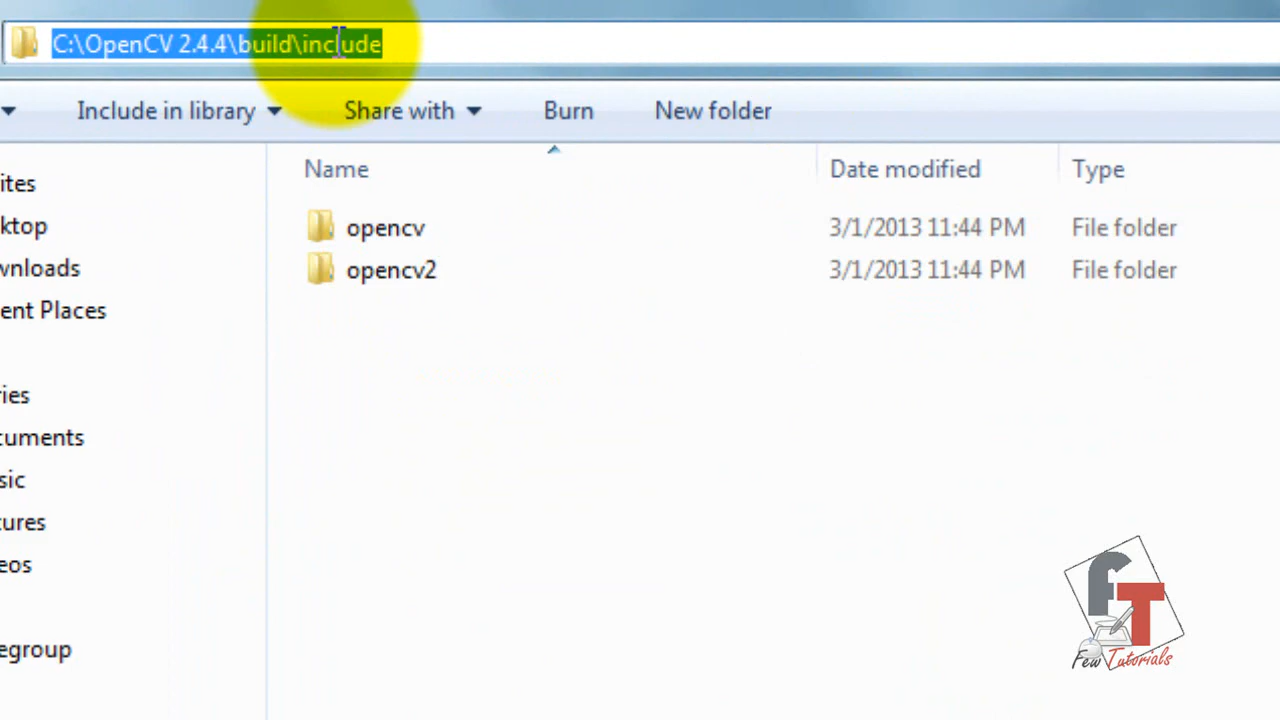 C:\OpenCV 2.4.4\build\include
Include in library Share with Burn New folder
Name Date modified Type
ites
ktop
wnloads
ent Places
ries
cuments
sic
tures
eos
egroup
opencv 3/1/2013 11:44 PM File folder
opencv2 3/1/2013 11:44 PM File folder
FT
Few Tutorials